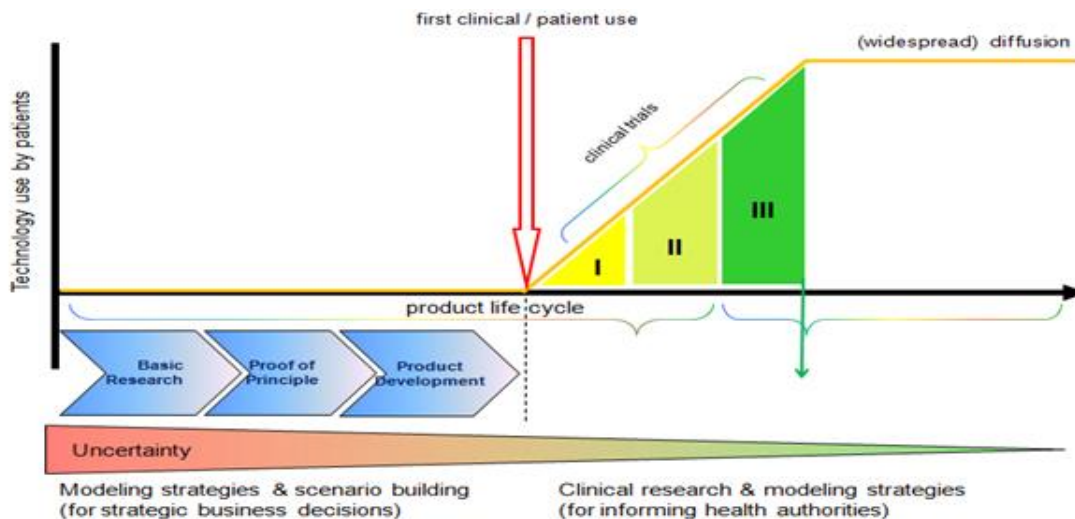 first clinical / patient use
(widespread) diffusion
Technology use by patients
clinical trials
I
II
III
product life cycle
Basic
Research
Proof of
Principle
Product
Development
Uncertainty
Modeling strategies & scenario building
(for strategic business decisions)
Clinical research & modeling strategies
(for informing health authorities)